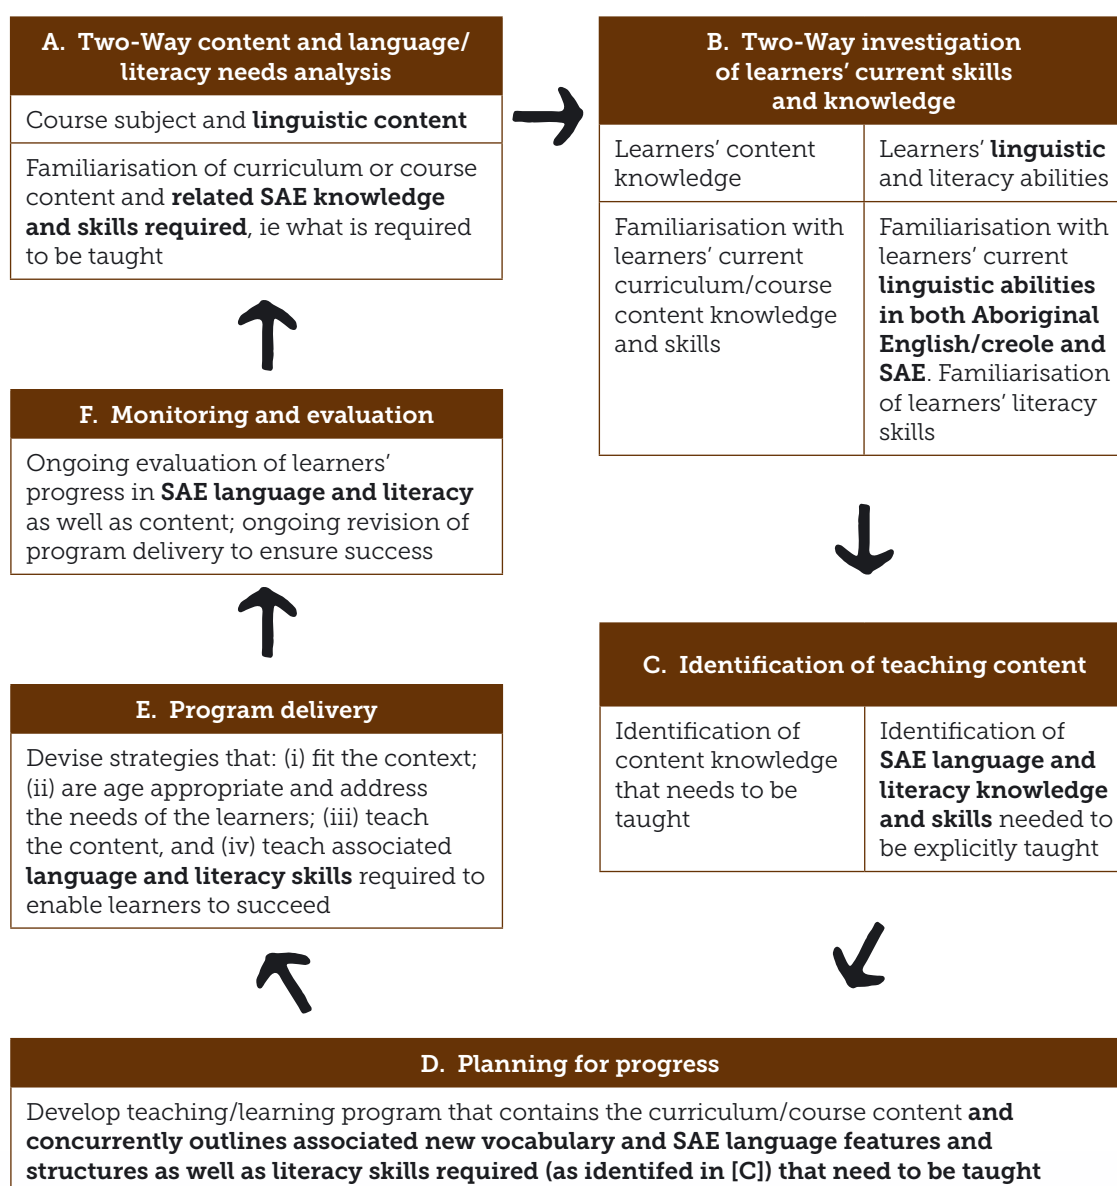 A. Two-Way content and language/
literacy needs analysis
Course subject and linguistic content
Familiarisation of curriculum or course
content and related SAE knowledge
and skills required, ie what is required
to be taught
B. Two-Way investigation
of learners’ current skills
and knowledge
Learners’ content
knowledge
Learners’ linguistic
and literacy abilities
Familiarisation with
learners’ current
curriculum/course
content knowledge
and skills
Familiarisation with
learners’ current
linguistic abilities
in both Aboriginal
English/creole and
SAE. Familiarisation
of learners’ literacy
skills
C. Identification of teaching content
Identification of
content knowledge
that needs to be
taught
Identification of
SAE language and
literacy knowledge
and skills needed to
be explicitly taught
D. Planning for progress
Develop teaching/learning program that contains the curriculum/course content and
concurrently outlines associated new vocabulary and SAE language features and
structures as well as literacy skills required (as identifed in [C]) that need to be taught
E. Program delivery
Devise strategies that: (i) fit the context;
(ii) are age appropriate and address
the needs of the learners; (iii) teach
the content, and (iv) teach associated
language and literacy skills required to
enable learners to succeed
F. Monitoring and evaluation
Ongoing evaluation of learners’
progress in SAE language and literacy
as well as content; ongoing revision of
program delivery to ensure success